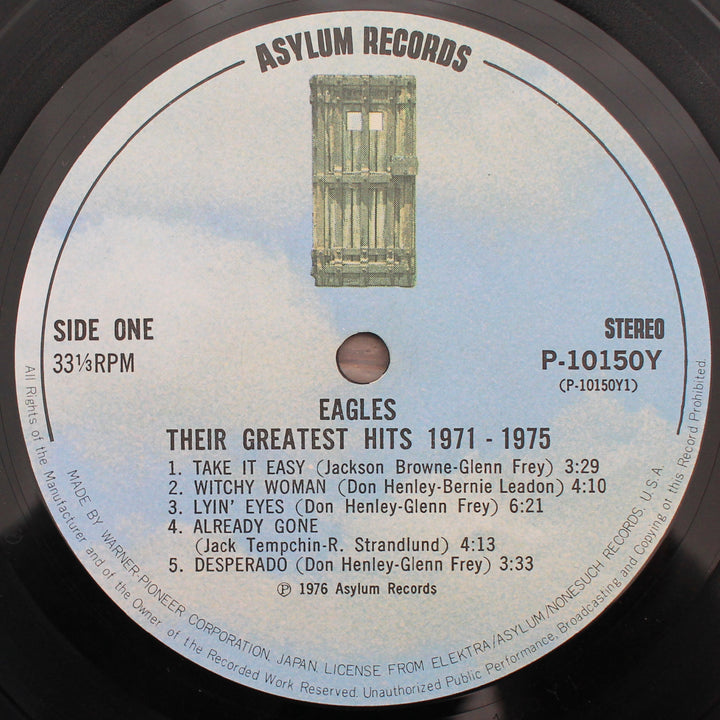 ASYLUM RECORDS
SIDE ONE
33⅓RPM
STEREO
P-10150Y
(P-10150Y1)
EAGLES
THEIR GREATEST HITS 1971 - 1975
1. TAKE IT EASY (Jackson Browne-Glenn Frey) 3:29
2. WITCHY WOMAN (Don Henley-Bernie Leadon) 4:10
3. LYIN' EYES (Don Henley-Glenn Frey) 6:21
4. ALREADY GONE
(Jack Tempchin-R. Strandlund) 4:13
5. DESPERADO (Don Henley-Glenn Frey) 3:33
Ⓟ 1976 Asylum Records
MADE BY WARNER-PIONEER CORPORATION, JAPAN, LICENSE FROM ELEKTRA/ASYLUM/NONESUCH RECORDS, U.S.A.
All Rights of the Manufacturer and of the Owner of the Recorded Work Reserved. Unauthorized Public Performance, Broadcasting and Copying of this Record Prohibited.